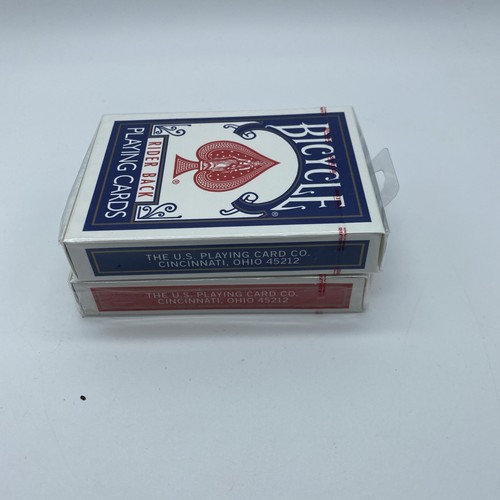 BICYCLE
®
RIDER BACK
®
PLAYING CARDS
THE U.S. PLAYING CARD CO.
CINCINNATI, OHIO 45212
THE U.S. PLAYING CARD CO.
CINCINNATI, OHIO 45212